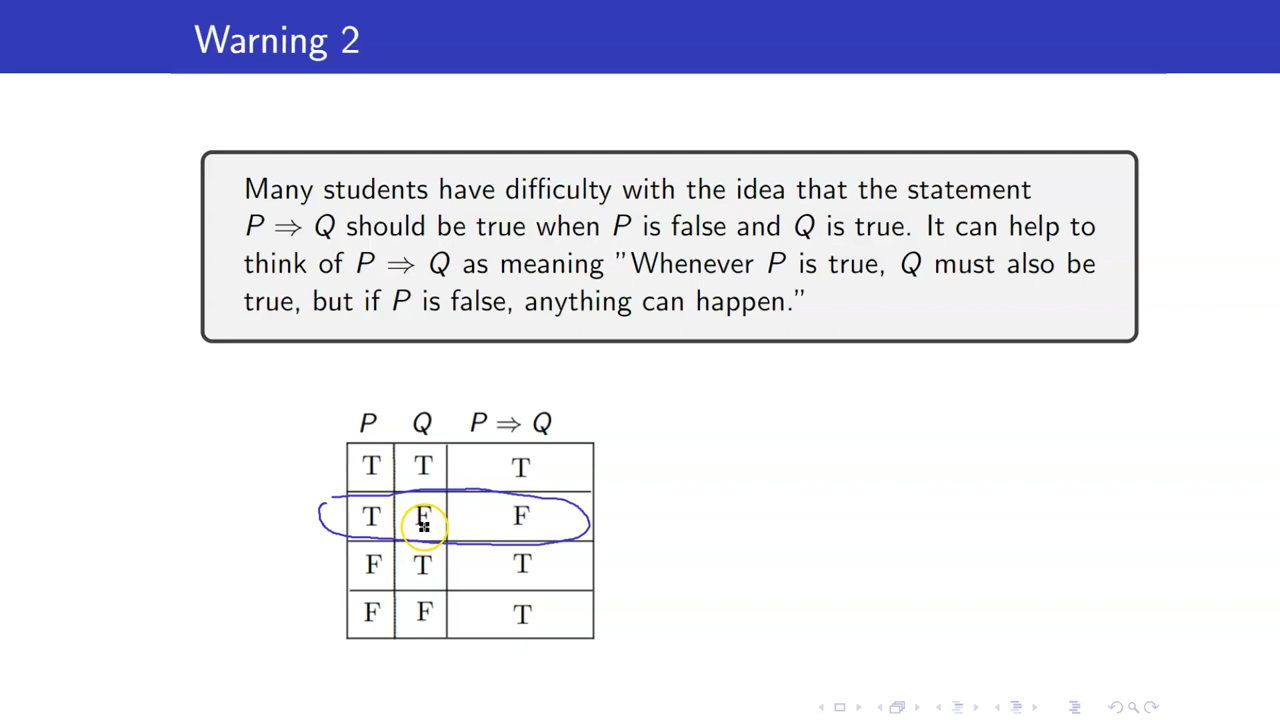 Warning 2
Many students have difficulty with the idea that the statement
P ⇒ Q should be true when P is false and Q is true. It can help to
think of P ⇒ Q as meaning ”Whenever P is true, Q must also be
true, but if P is false, anything can happen.”
P Q P ⇒ Q
T T T
T F F
F T T
F F T